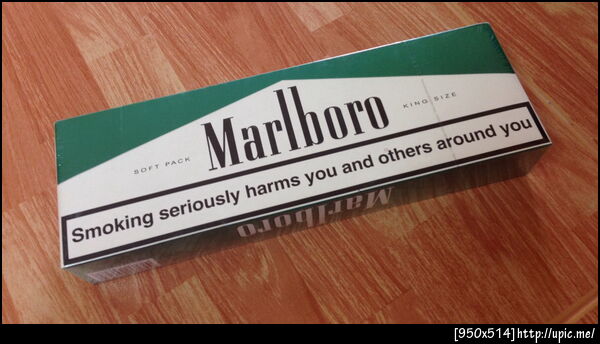 SOFT PACK Marlboro KING SIZE
Smoking seriously harms you and others around you
Marlboro
[950x514]http://upic.me/